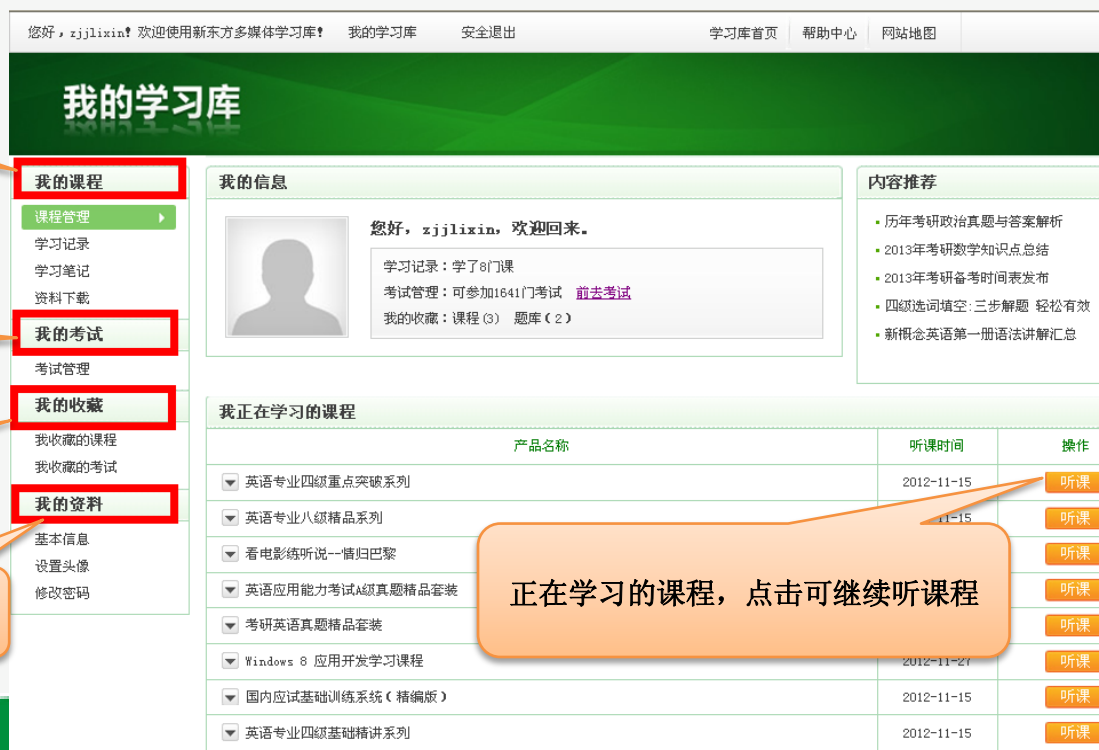 您好，zjjlixin! 欢迎使用新东方多媒体学习库! 我的学习库 安全退出 学习库首页 帮助中心 网站地图
我的学习库
我的课程
课程管理
学习记录
学习笔记
资料下载
我的考试
考试管理
我的收藏
我收藏的课程
我收藏的考试
我的资料
基本信息
设置头像
修改密码
我的信息
您好，zjjlixin，欢迎回来。
学习记录：学了8门课
考试管理：可参加1641门考试 前去考试
我的收藏：课程(3) 题库(2)
内容推荐
历年考研政治真题与答案解析
2013年考研数学知识点总结
2013年考研备考时间表发布
四级选词填空:三步解题 轻松有效
新概念英语第一册语法讲解汇总
我正在学习的课程
产品名称 听课时间 操作
英语专业四级重点突破系列 2012-11-15 听课
英语专业八级精品系列 11-15 听课
看电影练听说--情归巴黎 听课
英语应用能力考试A级真题精品套装 听课
考研英语真题精品套装 听课
Windows 8 应用开发学习课程 2012-11-27 听课
国内应试基础训练系统(精编版) 2012-11-15 听课
英语专业四级基础精讲系列 2012-11-15 听课
正在学习的课程，点击可继续听课程